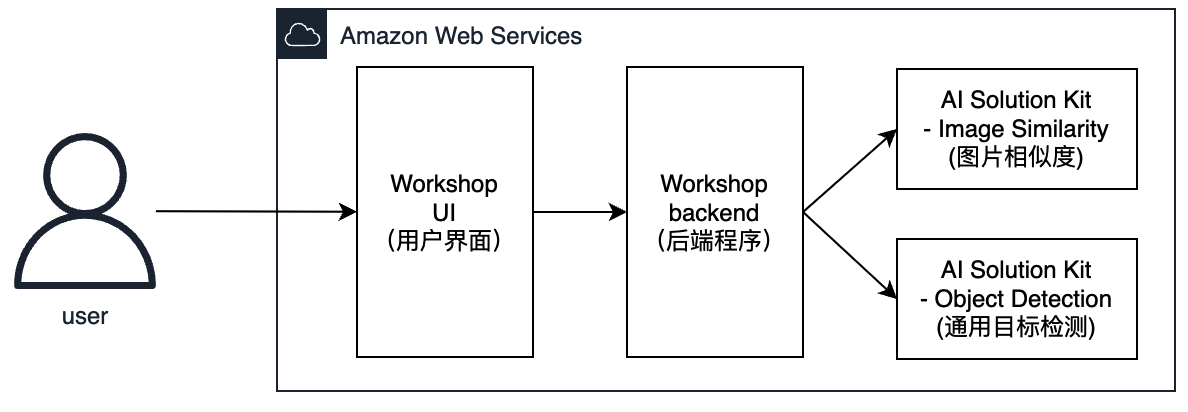 Amazon Web Services
user
Workshop
UI
（用户界面）
Workshop
backend
（后端程序）
AI Solution Kit
- Image Similarity
(图片相似度)
AI Solution Kit
- Object Detection
(通用目标检测)